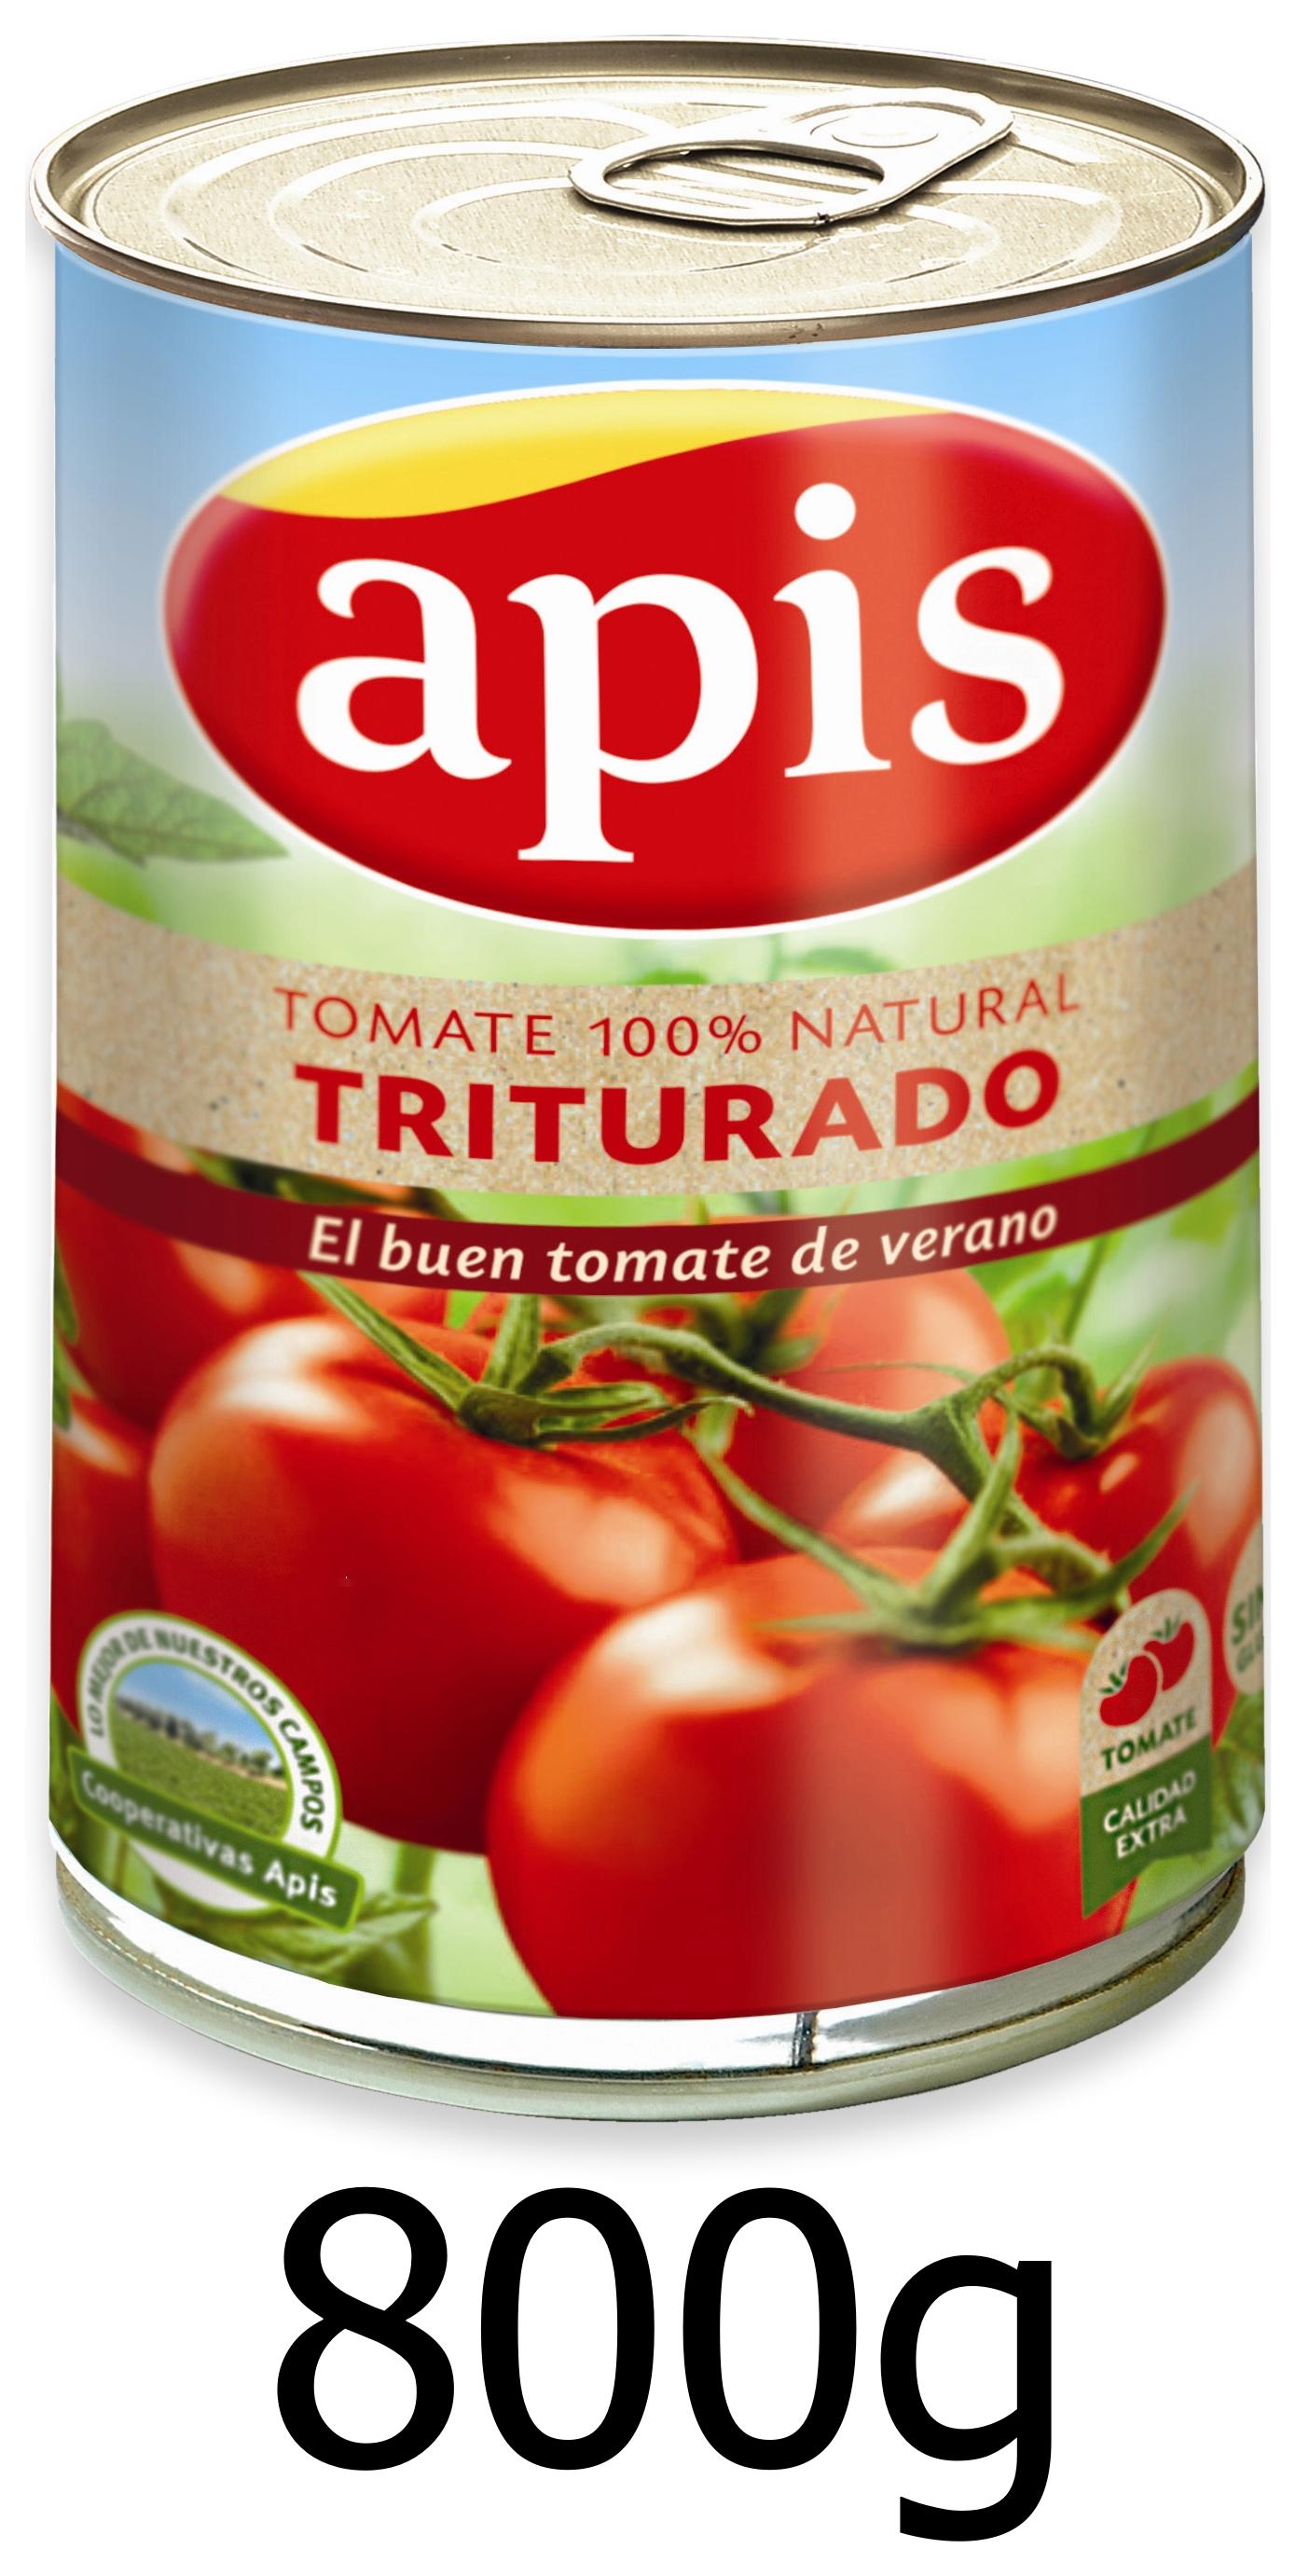 apis
TOMATE 100% NATURAL
TRITURADO
El buen tomate de verano
LO MEJOR DE NUESTROS CAMPOS
Cooperativas Apis
TOMATE
CALIDAD
EXTRA
800g